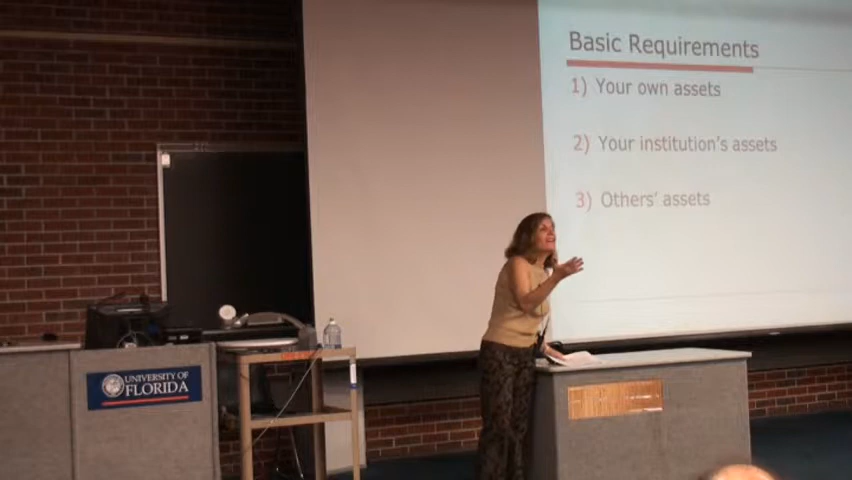 Basic Requirements
1) Your own assets
2) Your institution's assets
3) Others' assets
UNIVERSITY OF
FLORIDA